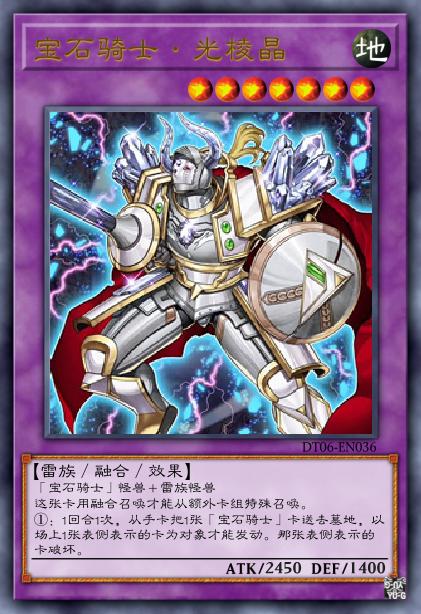 宝石骑士·光棱晶
地
DT06-EN036
【雷族/融合/效果】
「宝石骑士」怪兽+雷族怪兽
这张卡用融合召唤才能从额外卡组特殊召唤。
①：1回合1次，从手卡把1张「宝石骑士」卡送去墓地，以
场上1张表侧表示的卡为对象才能发动。那张表侧表示的
卡破坏。
ATK/2450 DEF/1400